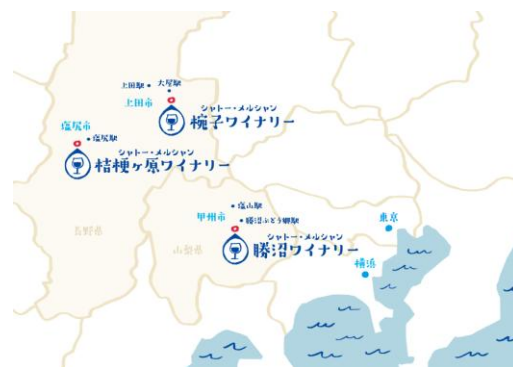 上田駅
大屋駅
上田市
シャトー・メルシャン
椀子ワイナリー
塩尻市
塩尻駅
シャトー・メルシャン
桔梗ヶ原ワイナリー
長野市
山梨市
甲州市
塩山駅
勝沼ぶどう郷駅
シャトー・メルシャン
勝沼ワイナリー
東京
横浜